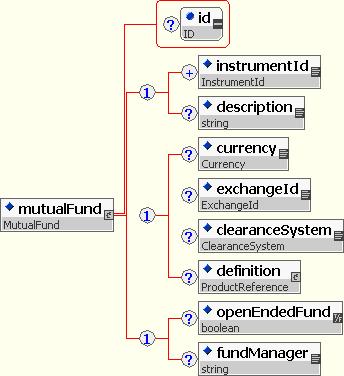 ? id
ID
+ instrumentId
InstrumentId
1
? description
string
? currency
Currency
? exchangeId
ExchangeId
mutualFund
MutualFund
1
? clearanceSystem
ClearanceSystem
? definition
ProductReference
? openEndedFund
boolean
1
? fundManager
string